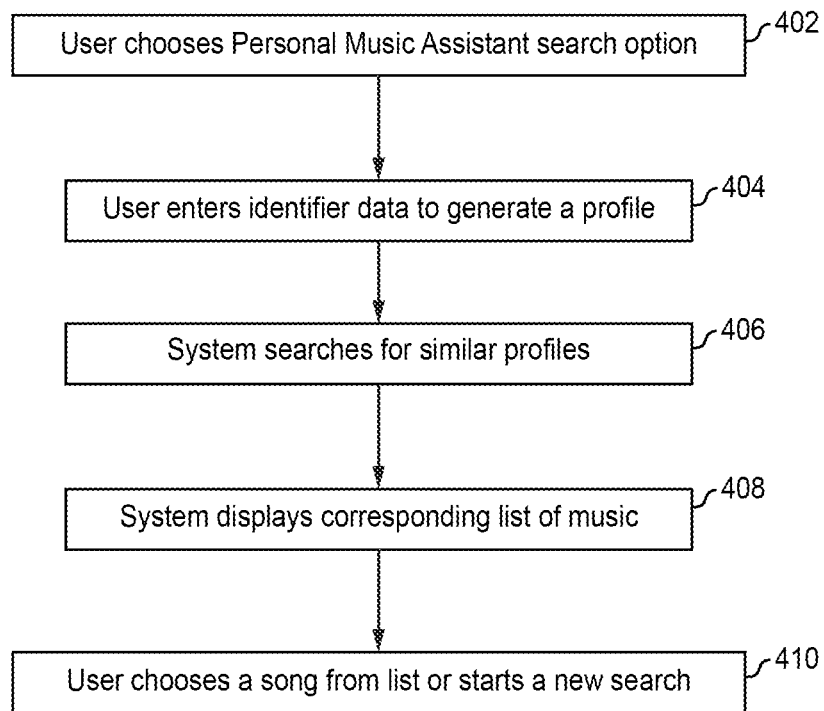 User chooses Personal Music Assistant search option
402
User enters identifier data to generate a profile
404
System searches for similar profiles
406
System displays corresponding list of music
408
User chooses a song from list or starts a new search
410